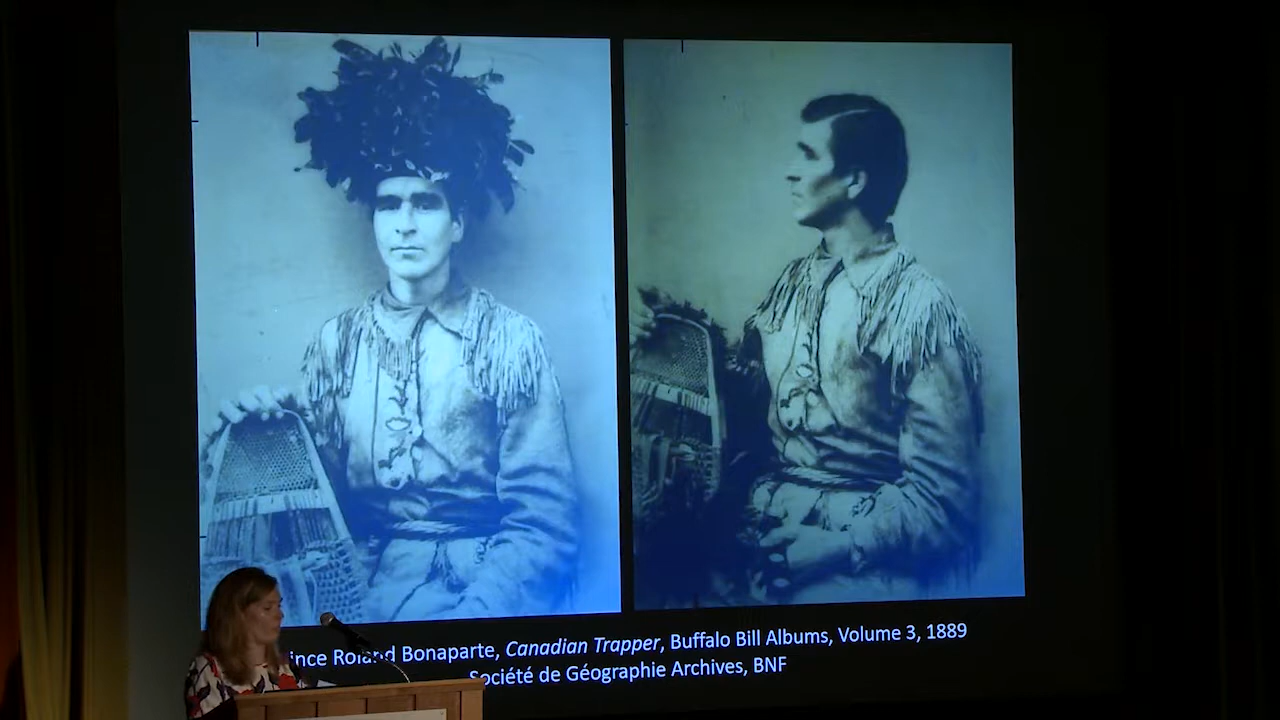 ince Roland Bonaparte, Canadian Trapper, Buffalo Bill Albums, Volume 3, 1889
Société de Géographie Archives, BNF